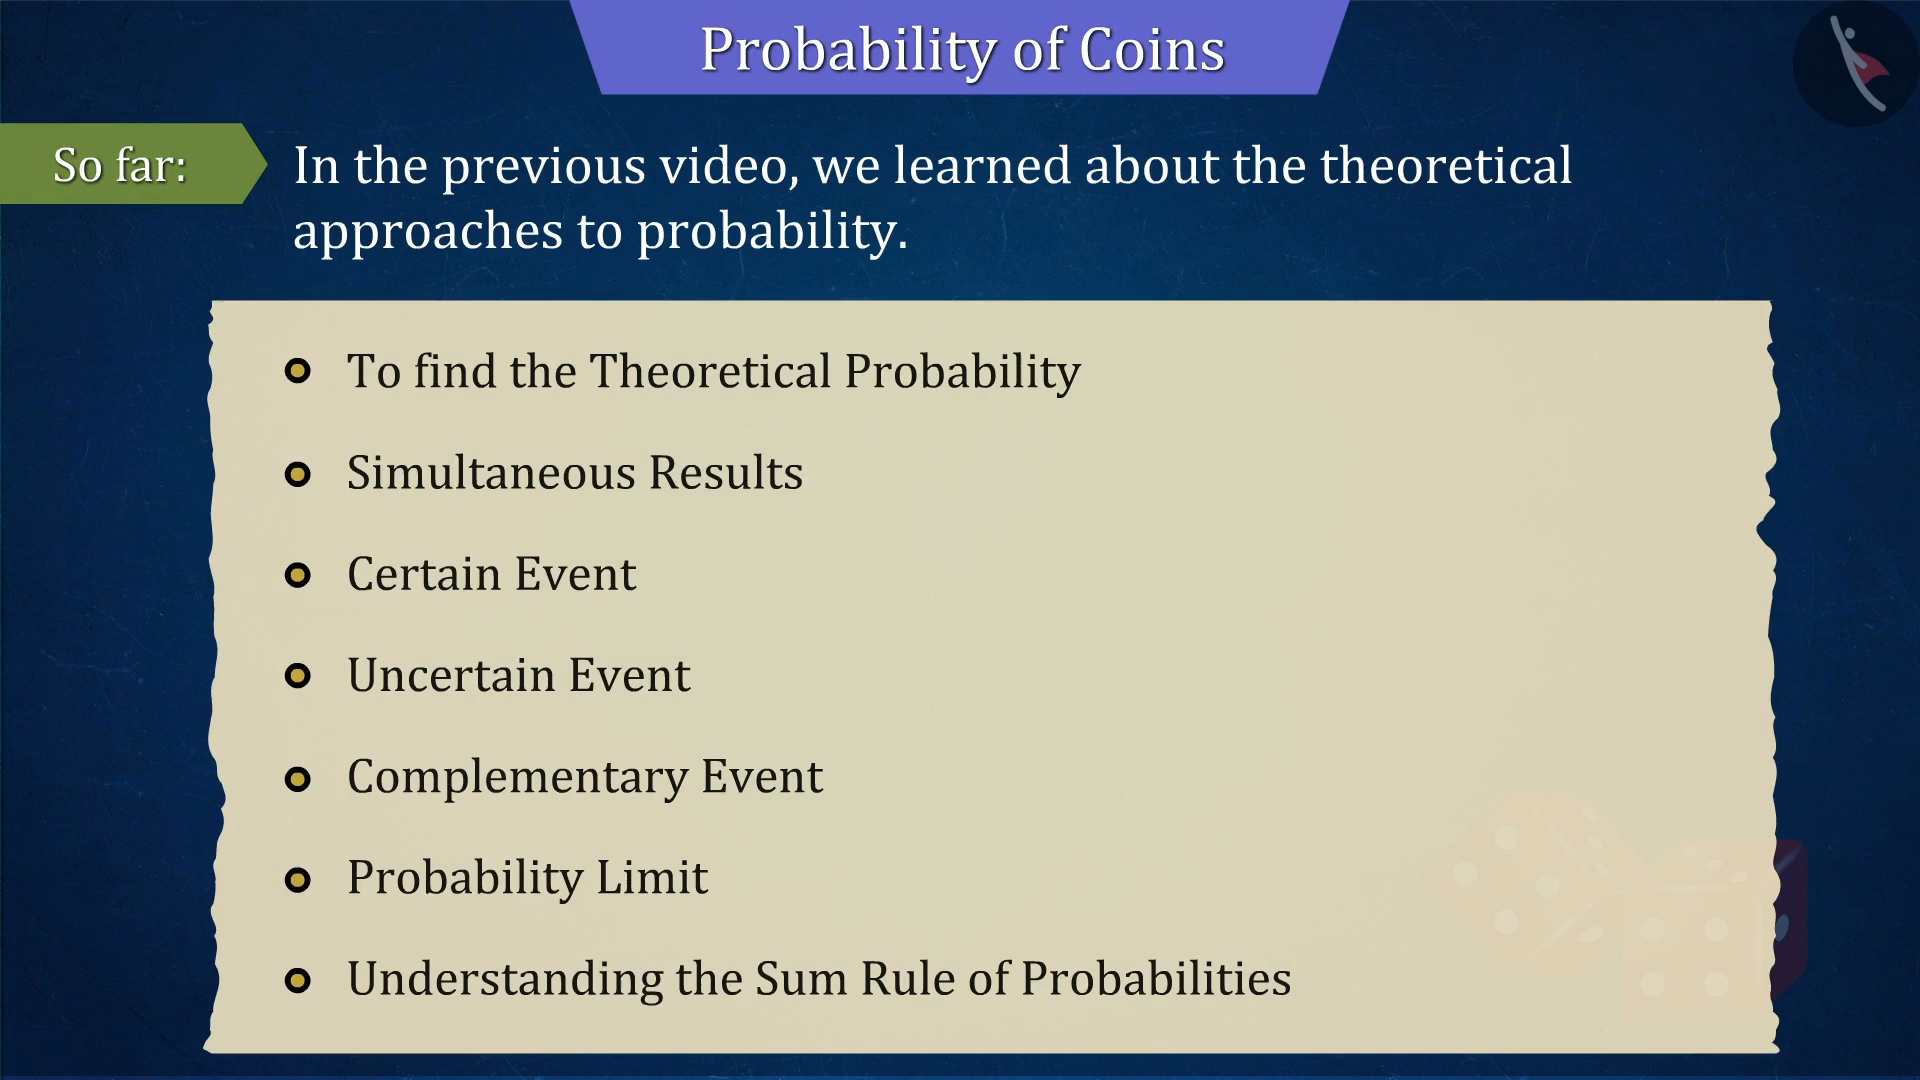 Probability of Coins
So far:
In the previous video, we learned about the theoretical
approaches to probability.
To find the Theoretical Probability
Simultaneous Results
Certain Event
Uncertain Event
Complementary Event
Probability Limit
Understanding the Sum Rule of Probabilities